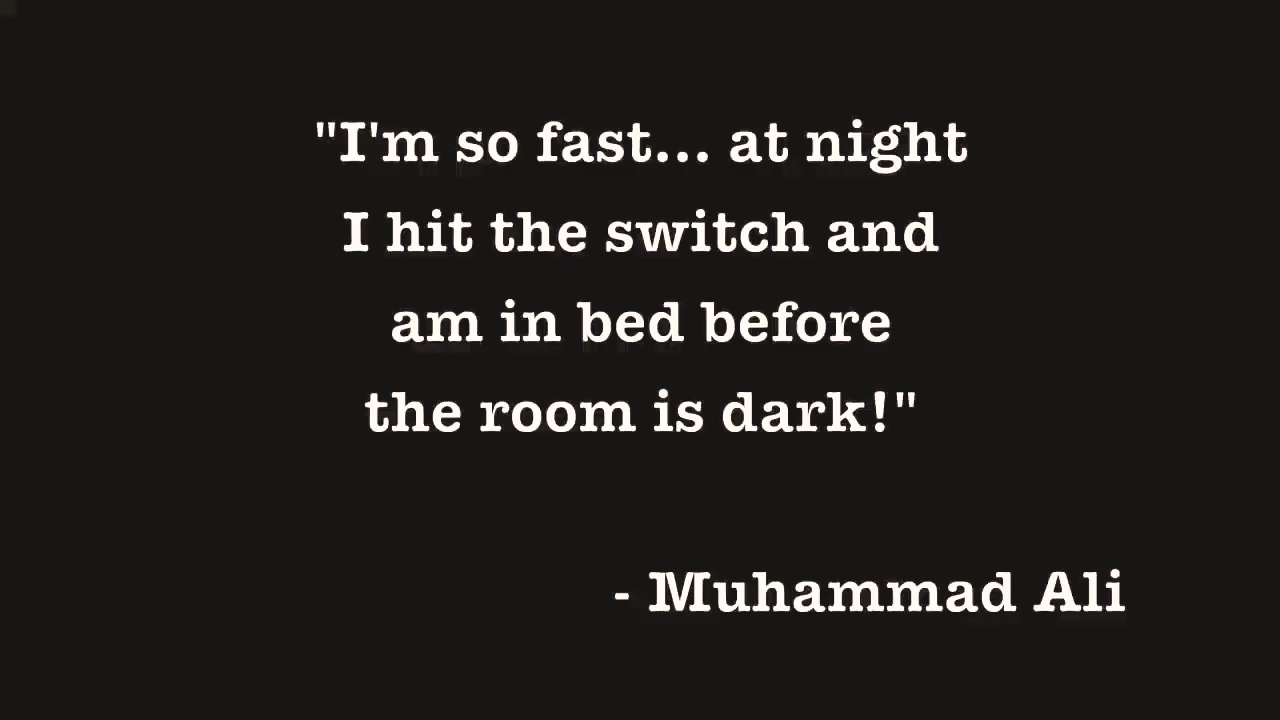 "I'm so fast... at night
I hit the switch and
am in bed before
the room is dark!"
- Muhammad Ali